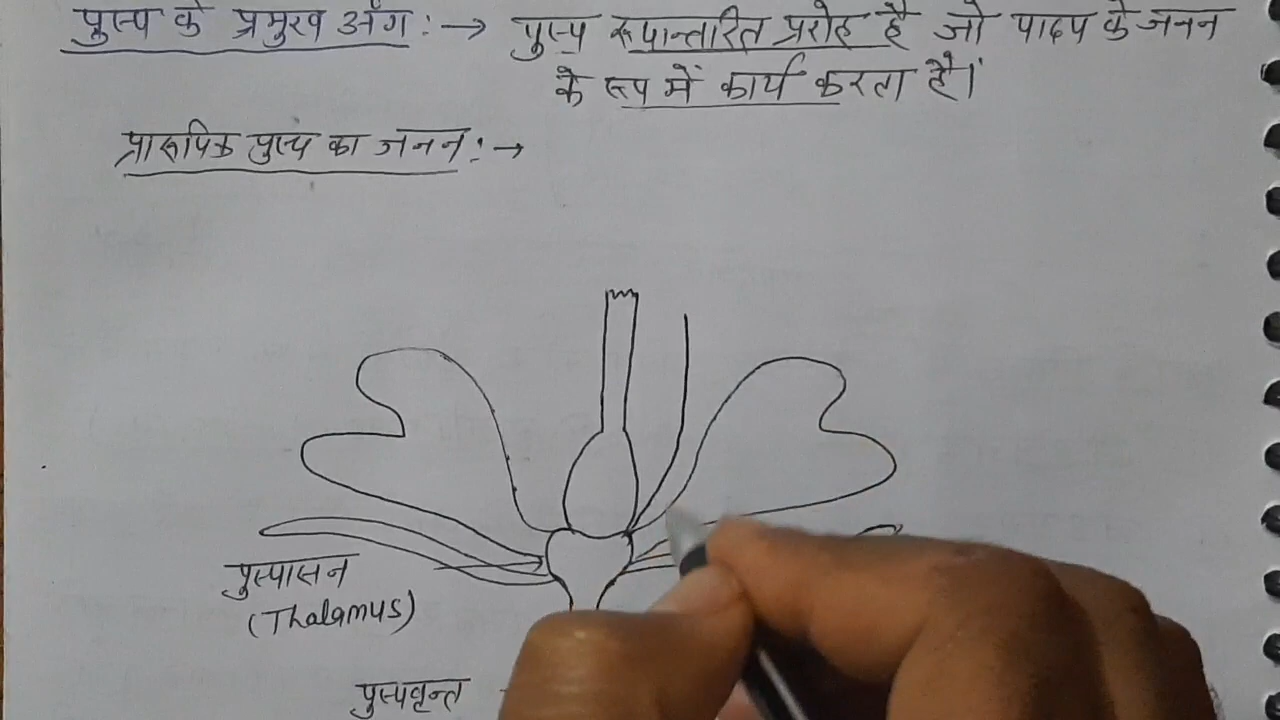 पुष्प के प्रमुख अंग :→ पुष्प रूपान्तरित प्ररोह है जो पादप के जनन
के रूप में कार्य करता है।
प्रारूपिक पुष्प का जनन :→
पुष्पासन
(Thalamus)
पुष्पवृन्त